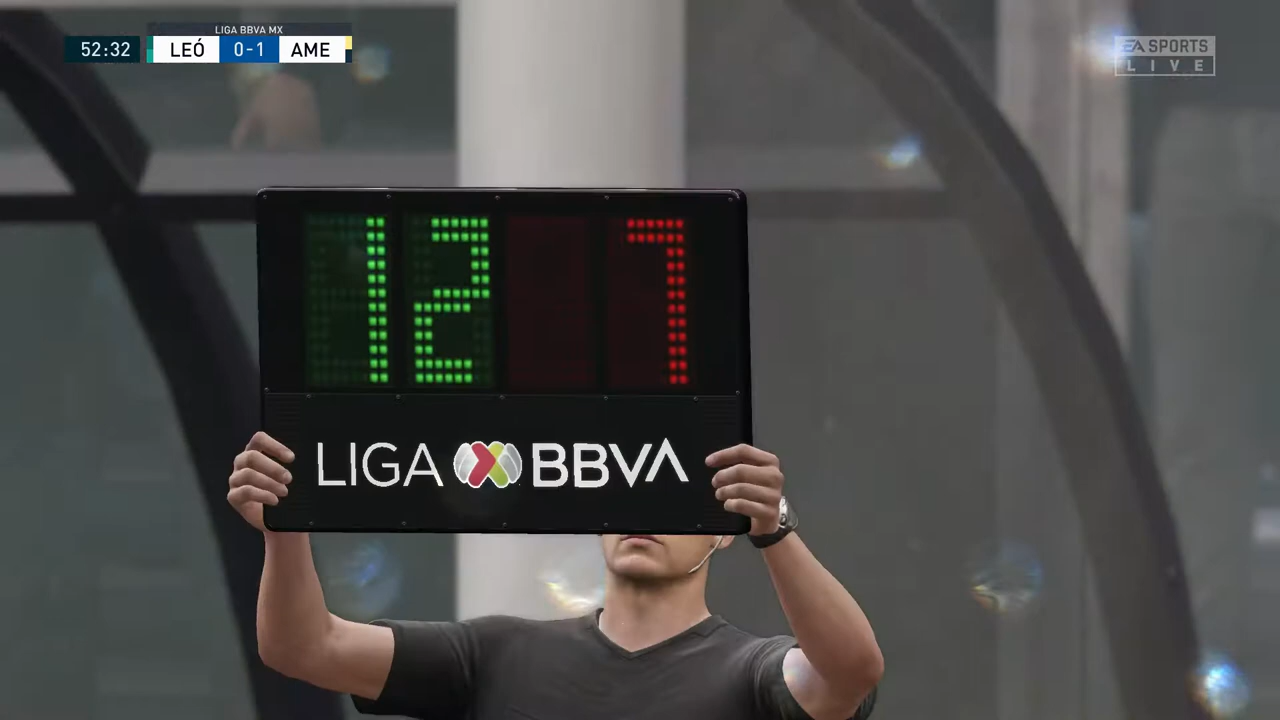 LIGA BBVA MX
52:32 LEÓ 0-1 AME
EA SPORTS
LIVE
12 7
LIGA BBVA